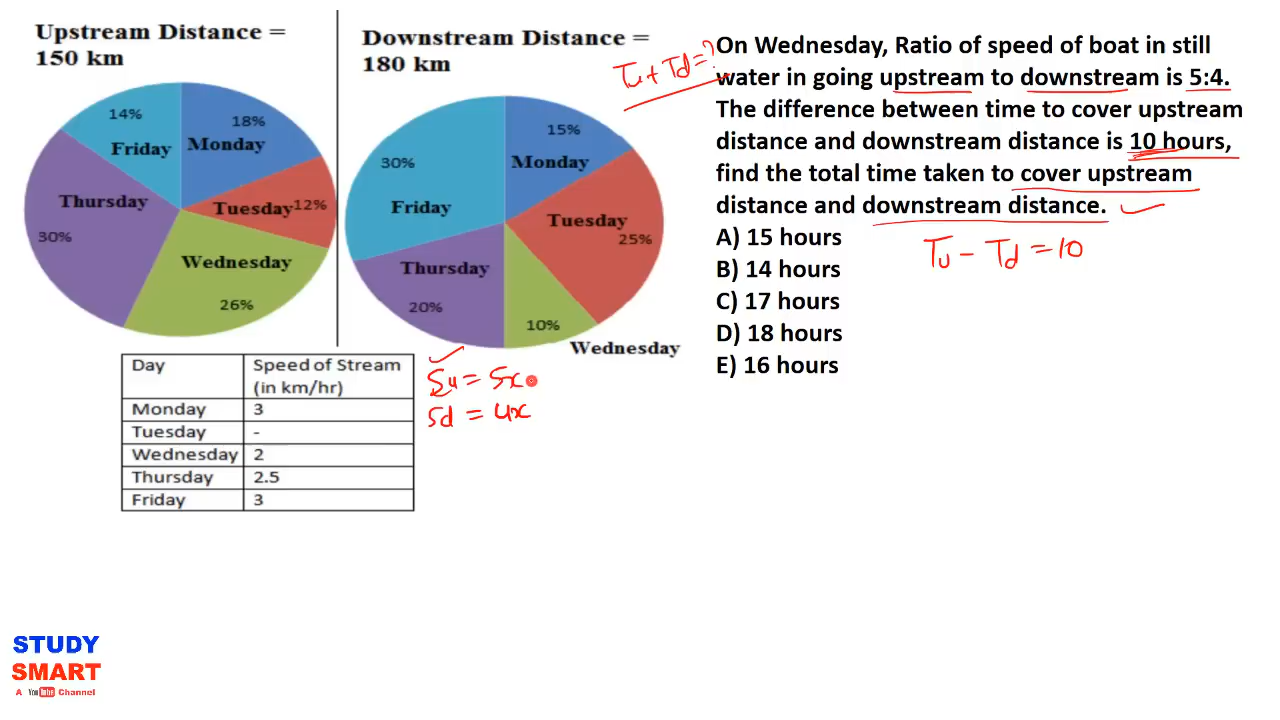 Upstream Distance =
150 km
14%
18%
Friday
Monday
Thursday
30%
Tuesday 12%
Wednesday
26%
Downstream Distance =
180 km
15%
30%
Monday
Friday
Tuesday
25%
Thursday
20%
10%
Wednesday
Day Speed of Stream
(in km/hr)
Monday 3
Tuesday -
Wednesday 2
Thursday 2.5
Friday 3
Su = 5x
Sd = 4x
Tu + Td = ?
On Wednesday, Ratio of speed of boat in still
water in going upstream to downstream is 5:4.
The difference between time to cover upstream
distance and downstream distance is 10 hours,
find the total time taken to cover upstream
distance and downstream distance.
A) 15 hours
B) 14 hours
C) 17 hours
D) 18 hours
E) 16 hours
Tu - Td = 10
STUDY
SMART
A YouTube Channel